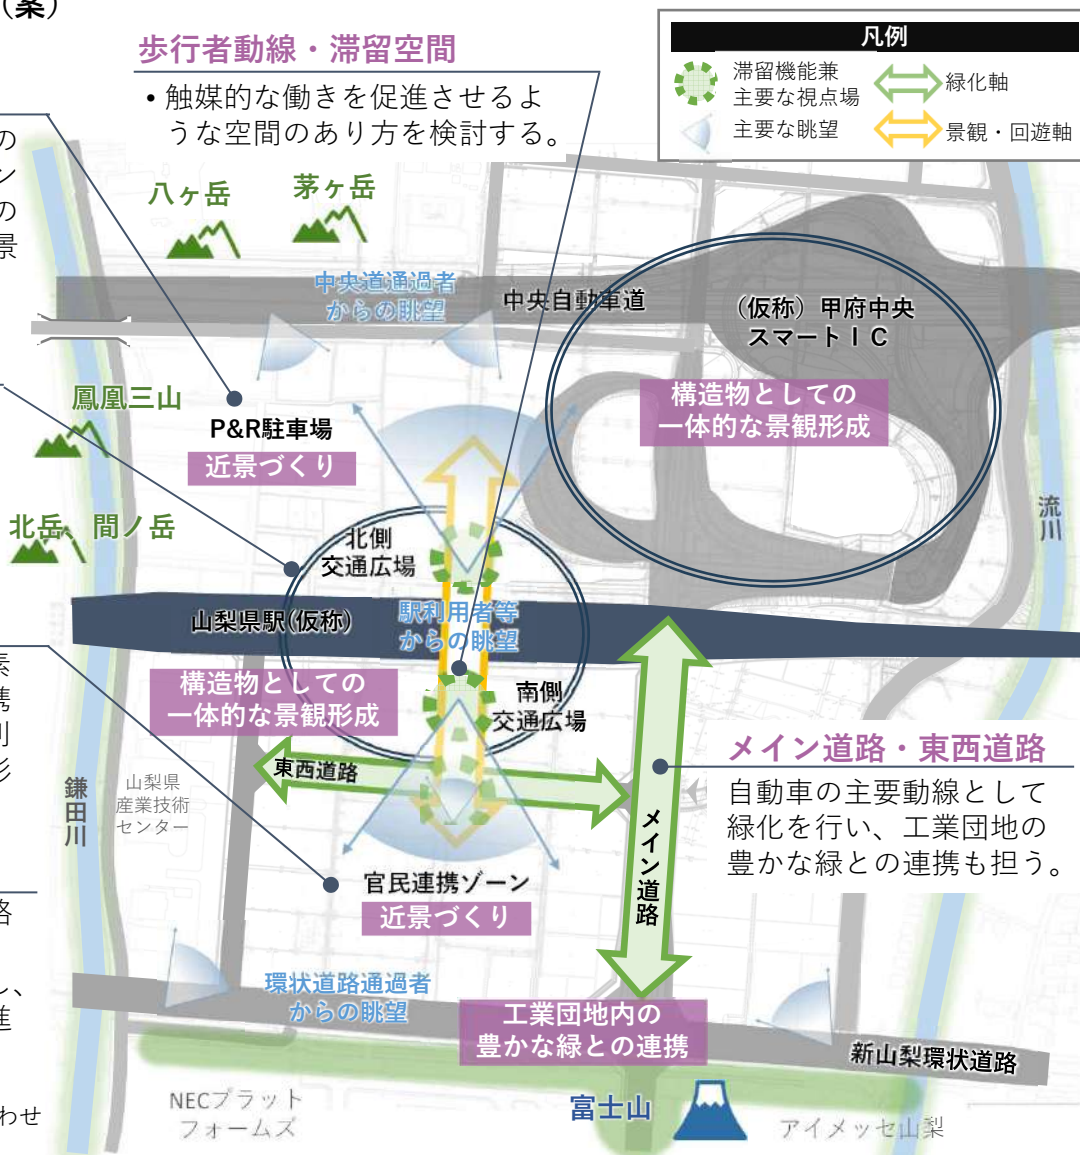 （案）
歩行者動線・滞留空間
• 触媒的な働きを促進させるよ
うな空間のあり方を検討する。
凡例
滞留機能兼
主要な視点場
緑化軸
主要な眺望
景観・回遊軸
の
ン
の
景
八ヶ岳
茅ヶ岳
中央道通過者
からの眺望
中央自動車道
（仮称）甲府中央
スマートＩＣ
鳳凰三山
構造物としての
一体的な景観形成
P&R駐車場
近景づくり
北岳、間ノ岳
流川
北側
交通広場
山梨県駅(仮称)
駅利用者等
からの眺望
素
携
形
構造物としての
一体的な景観形成
南側
交通広場
メイン道路・東西道路
自動車の主要動線として
緑化を行い、工業団地の
豊かな緑との連携も担う。
東西道路
鎌田川
山梨県
産業技術
センター
メイン道路
官民連携ゾーン
近景づくり
路
し、
進
環状道路通過者
からの眺望
工業団地内の
豊かな緑との連携
新山梨環状道路
わせ
NECプラット
フォームズ
富士山
アイメッセ山梨